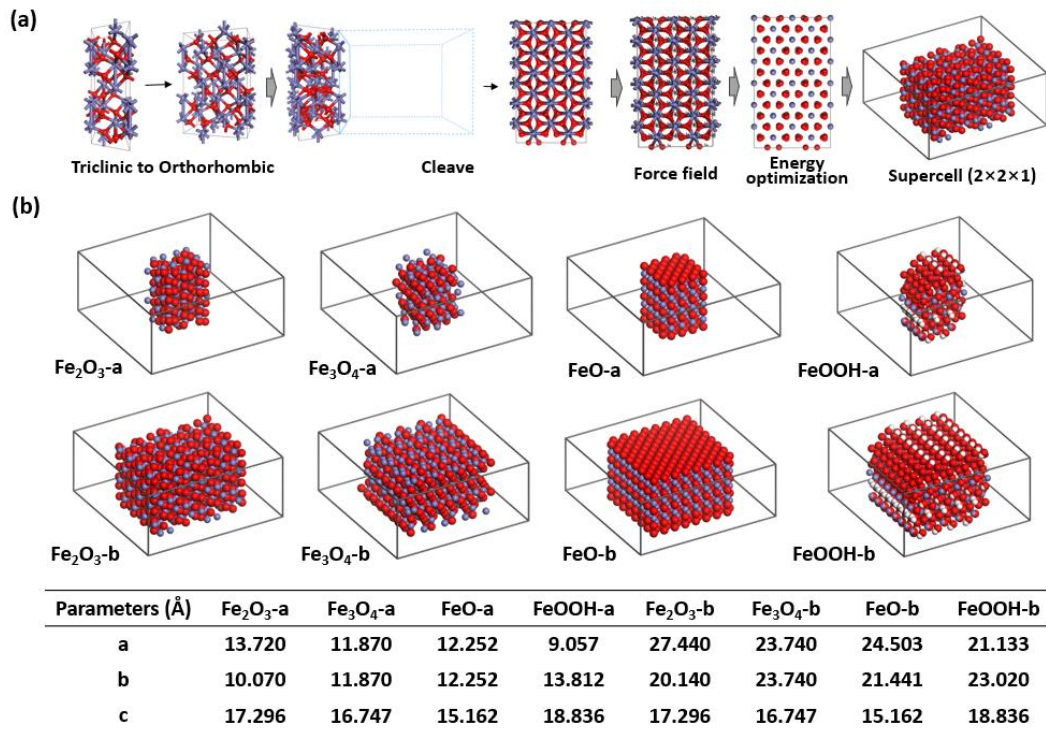 (a)
Triclinic to Orthorhombic
Cleave
Force field
Energy
optimization
Supercell (2×2×1)
(b)
Fe₂O₃-a
Fe₃O₄-a
FeO-a
FeOOH-a
Fe₂O₃-b
Fe₃O₄-b
FeO-b
FeOOH-b
Parameters (Å) Fe₂O₃-a Fe₃O₄-a FeO-a FeOOH-a Fe₂O₃-b Fe₃O₄-b FeO-b FeOOH-b
a 13.720 11.870 12.252 9.057 27.440 23.740 24.503 21.133
b 10.070 11.870 12.252 13.812 20.140 23.740 21.441 23.020
c 17.296 16.747 15.162 18.836 17.296 16.747 15.162 18.836